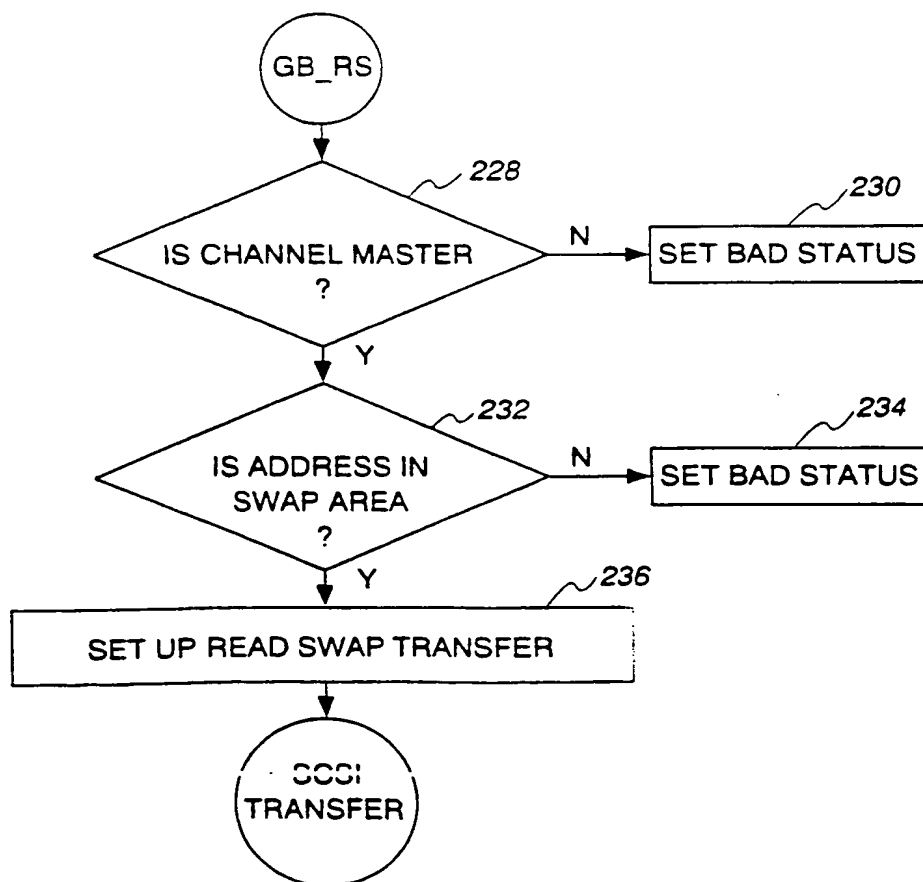 GB_RS
228
IS CHANNEL MASTER
?
N
230
SET BAD STATUS
Y
232
IS ADDRESS IN
SWAP AREA
?
N
234
SET BAD STATUS
Y
236
SET UP READ SWAP TRANSFER
SCSI
TRANSFER